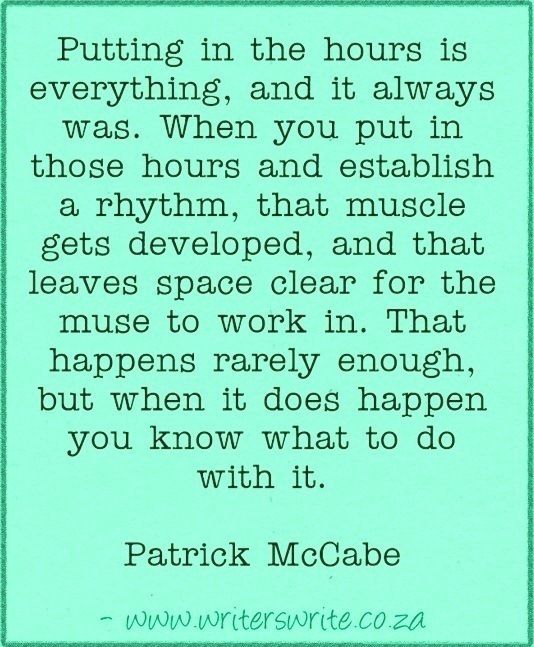 Putting in the hours is
everything, and it always
was. When you put in
those hours and establish
a rhythm, that muscle
gets developed, and that
leaves space clear for the
muse to work in. That
happens rarely enough,
but when it does happen
you know what to do
with it.
Patrick McCabe
- www.writerswrite.co.za